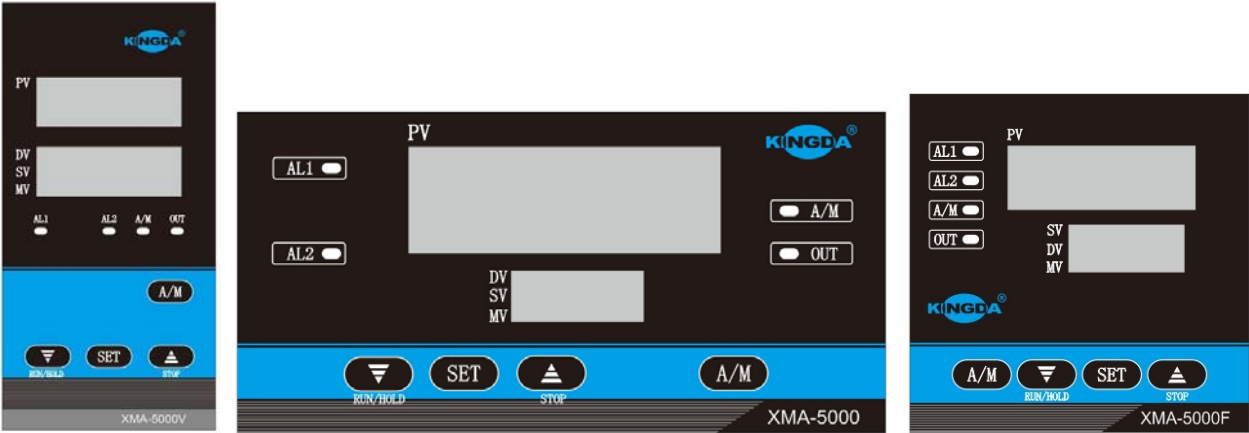 KINGDA®
PV
DV
SV
MV
AL1 AL2 A/M OUT
A/M
SET
RUN/HOLD STOP
XMA-5000V
PV
KINGDA®
AL1
A/M
AL2
OUT
DV
SV
MV
SET A/M
RUN/HOLD STOP
XMA-5000
PV
AL1
AL2
A/M
OUT
SV
DV
MV
KINGDA®
A/M SET
RUN/HOLD STOP
XMA-5000F